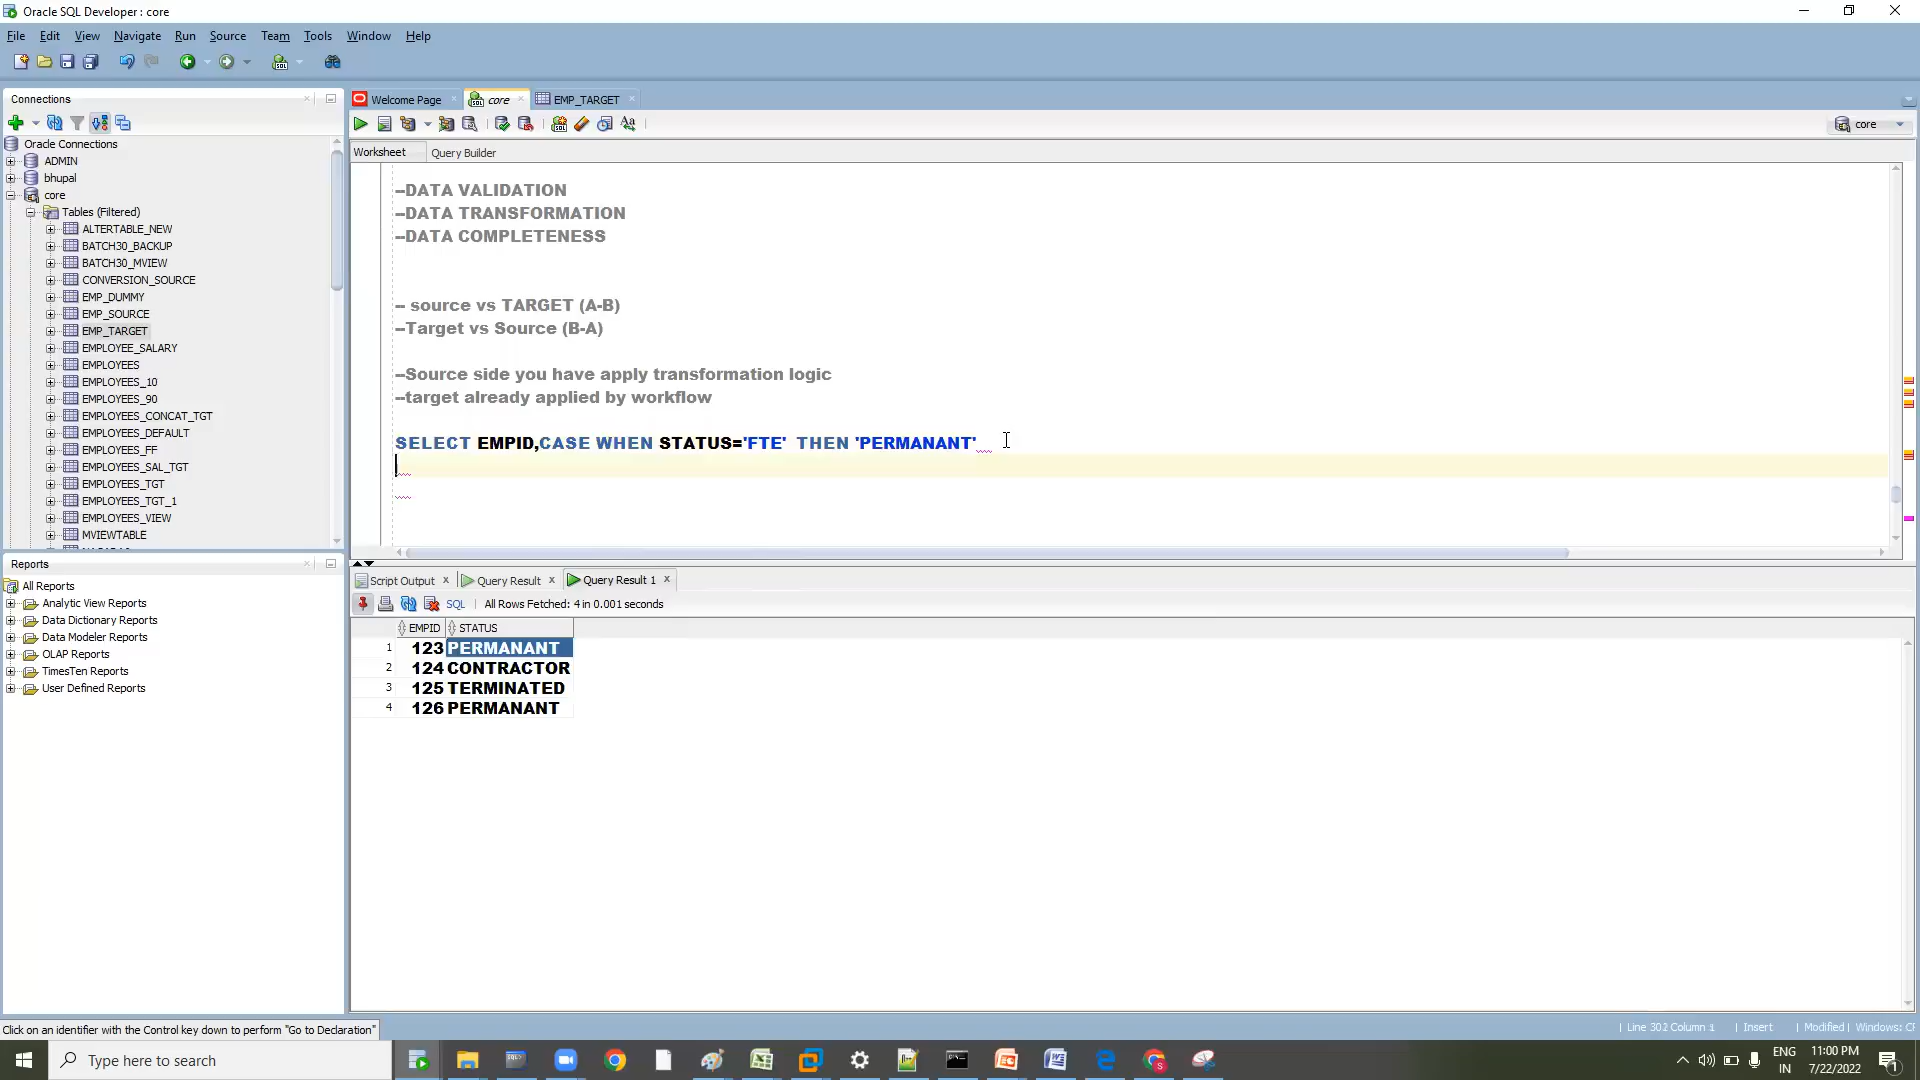 Oracle SQL Developer : core
File Edit View Navigate Run Source Team Tools Window Help
Connections
Oracle Connections
ADMIN
bhupal
core
Tables (Filtered)
ALTERTABLE_NEW
BATCH30_BACKUP
BATCH30_MVIEW
CONVERSION_SOURCE
EMP_DUMMY
EMP_SOURCE
EMP_TARGET
EMPLOYEE_SALARY
EMPLOYEES
EMPLOYEES_10
EMPLOYEES_90
EMPLOYEES_CONCAT_TGT
EMPLOYEES_DEFAULT
EMPLOYEES_FF
EMPLOYEES_SAL_TGT
EMPLOYEES_TGT
EMPLOYEES_TGT_1
EMPLOYEES_VIEW
MVIEWTABLE
Reports
All Reports
Analytic View Reports
Data Dictionary Reports
Data Modeler Reports
OLAP Reports
TimesTen Reports
User Defined Reports
Welcome Page core EMP_TARGET
core
Worksheet Query Builder
--DATA VALIDATION
--DATA TRANSFORMATION
--DATA COMPLETENESS
-- source vs TARGET (A-B)
--Target vs Source (B-A)
--Source side you have apply transformation logic
--target already applied by workflow
SELECT EMPID,CASE WHEN STATUS='FTE'  THEN 'PERMANANT'
Script Output Query Result Query Result 1
SQL All Rows Fetched: 4 in 0.001 seconds
EMPID STATUS
1 123 PERMANANT
2 124 CONTRACTOR
3 125 TERMINATED
4 126 PERMANANT
Click on an identifier with the Control key down to perform "Go to Declaration"
Line 302 Column 1 Insert Modified Windows: CF
Type here to search
ENG IN
11:00 PM
7/22/2022
1